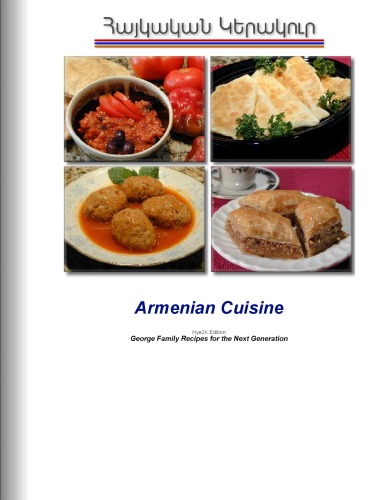 Հայկական Կերակուր
Armenian Cuisine
Hye2K Edition
George Family Recipes for the Next Generation